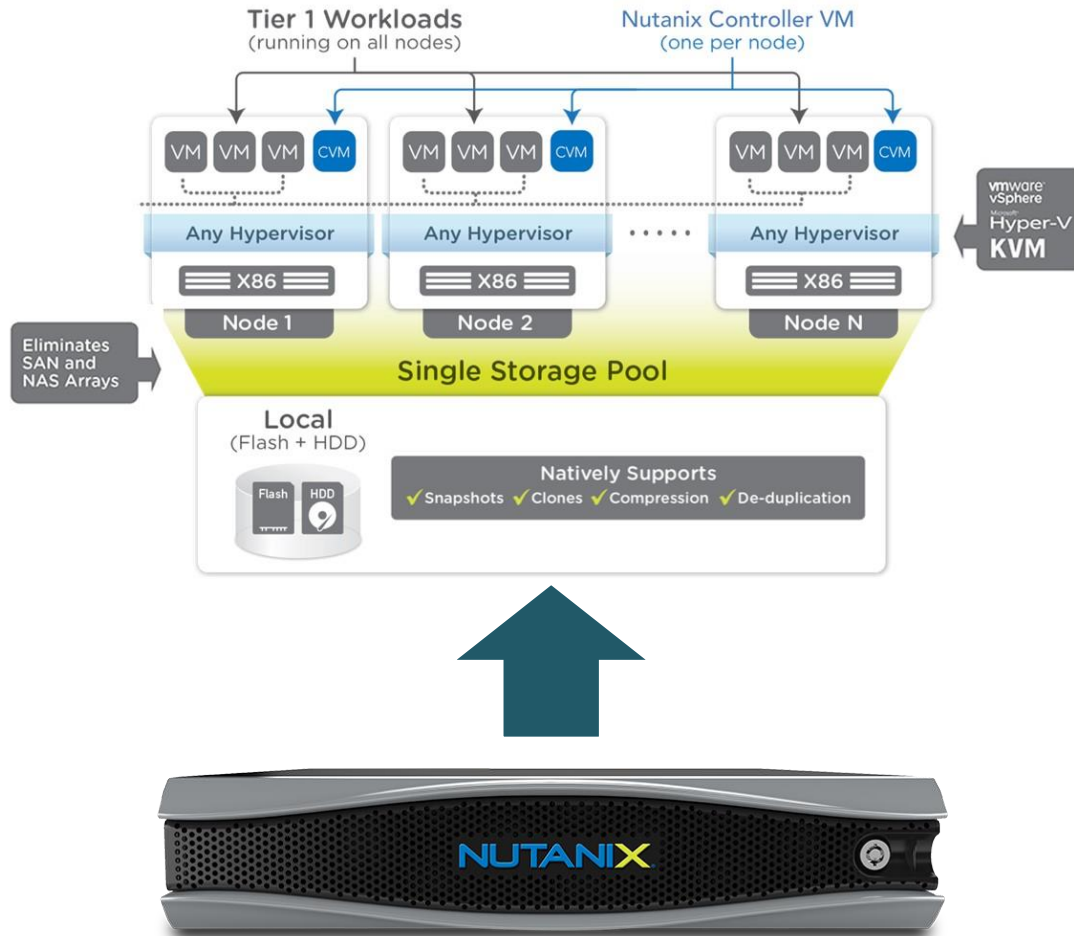 Tier 1 Workloads
(running on all nodes)
Nutanix Controller VM
(one per node)
VM VM VM CVM
VM VM VM CVM
VM VM VM CVM
Any Hypervisor
Any Hypervisor
.....
Any Hypervisor
vmware
vSphere
Microsoft
Hyper-V
KVM
X86
X86
X86
Node 1
Node 2
Node N
Eliminates
SAN and
NAS Arrays
Single Storage Pool
Local
(Flash + HDD)
Flash
HDD
Natively Supports
✓Snapshots ✓Clones ✓Compression ✓De-duplication
NUTANIX